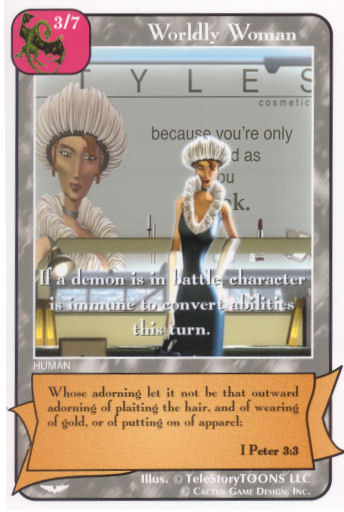 3/7
Worldly Woman
TYLES
cosmetic
because you're only
d as
ou
k.
If a demon is in battle, character
is immune to convert abilities
this turn.
HUMAN
Whose adorning let it not be that outward
adorning of plaiting the hair, and of wearing
of gold, or of putting on of apparel;
I Peter 3:3
Illus. © TeleStoryTOONS LLC
© Cactus Game Design, Inc.